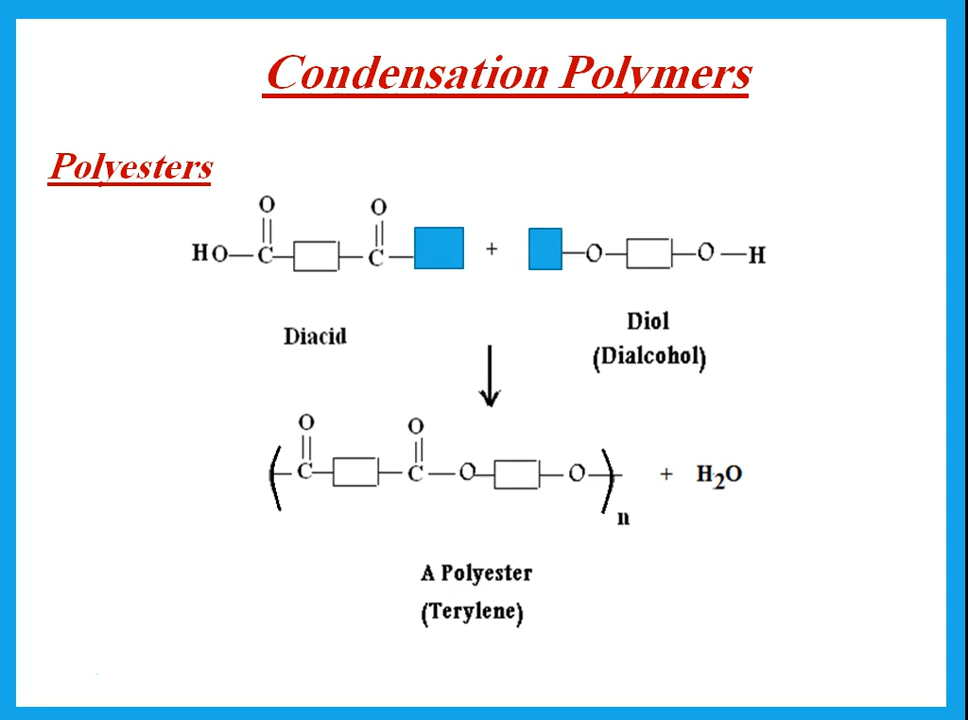 Condensation Polymers
Polyesters
O O
HO—C— —C— + —O— —O—H
Diacid
Diol
(Dialcohol)
O O
(—C— —C—O— —O—)n + H₂O
A Polyester
(Terylene)